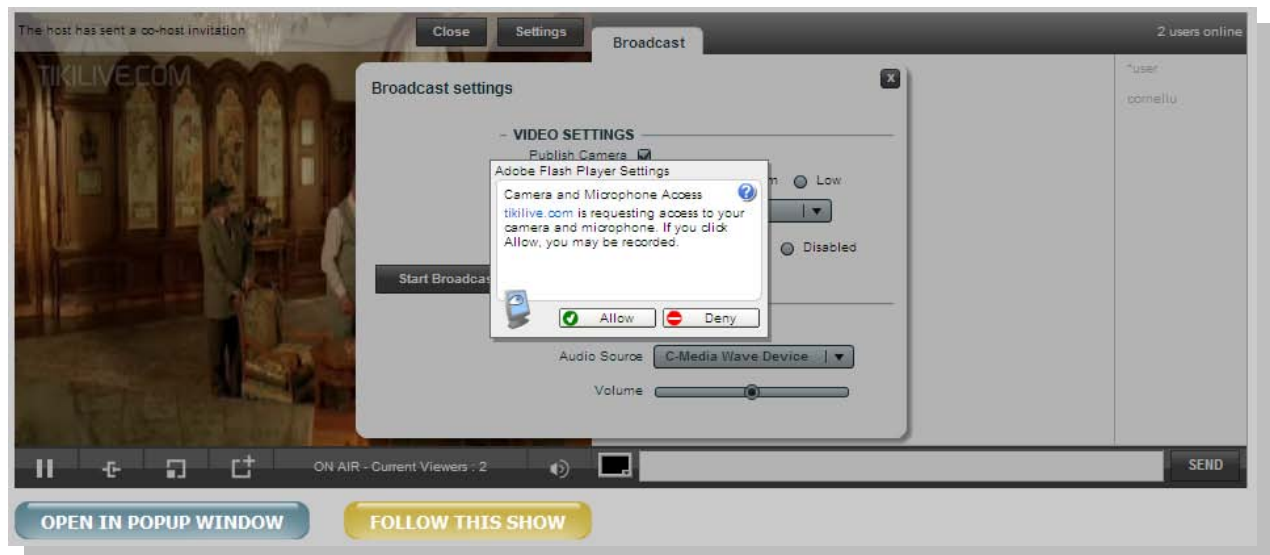 The host has sent a co-host invitation
Close
Settings
Broadcast
2 users online
TIKILIVE.COM
*user
corneliu
Broadcast settings
x
VIDEO SETTINGS
Publish Camera
Low
Disabled
Start Broadcas
Adobe Flash Player Settings
Camera and Microphone Access
tikilive.com is requesting access to your
camera and microphone. If you click
Allow, you may be recorded.
Allow
Deny
Audio Source
C-Media Wave Device
Volume
ON AIR - Current Viewers : 2
SEND
OPEN IN POPUP WINDOW
FOLLOW THIS SHOW